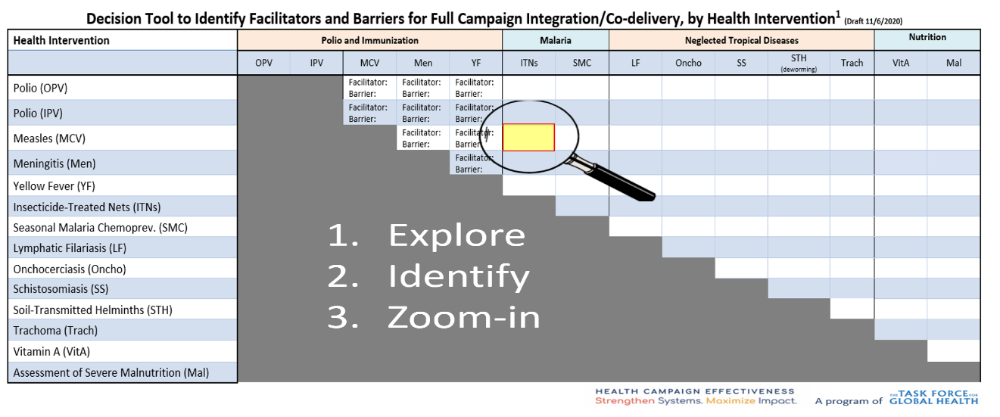 Decision Tool to Identify Facilitators and Barriers for Full Campaign Integration/Co-delivery, by Health Intervention1 (Draft 11/6/2020)
Health Intervention Polio and Immunization Malaria Neglected Tropical Diseases Nutrition
OPV IPV MCV Men YF ITNs SMC LF Oncho SS STH (deworming) Trach VitA Mal
Polio (OPV) Facilitator: Facilitator: Facilitator:
Barrier: Barrier: Barrier:
Polio (IPV) Facilitator: Facilitator: Facilitator:
Barrier: Barrier: Barrier:
Measles (MCV) Facilitator: Facilitator:
Barrier: Barrier:
Meningitis (Men) Facilitator:
Barrier:
Yellow Fever (YF)
Insecticide-Treated Nets (ITNs)
Seasonal Malaria Chemoprev. (SMC)
Lymphatic Filariasis (LF)
Onchocerciasis (Oncho)
Schistosomiasis (SS)
Soil-Transmitted Helminths (STH)
Trachoma (Trach)
Vitamin A (VitA)
Assessment of Severe Malnutrition (Mal)
1. Explore
2. Identify
3. Zoom-in
HEALTH CAMPAIGN EFFECTIVENESS
Strengthen Systems. Maximize Impact.
A program of THE TASK FORCE FOR
GLOBAL HEALTH